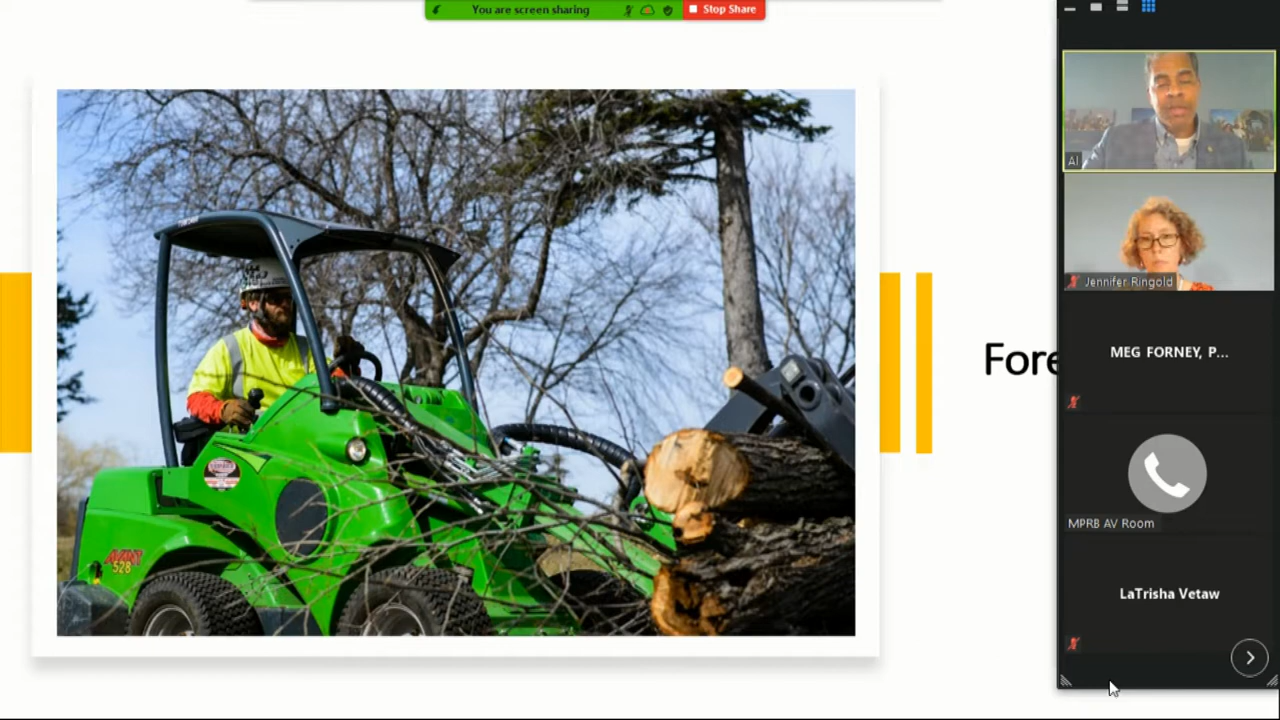 You are screen sharing
Stop Share
Al
Jennifer Ringold
Fore
MEG FORNEY, P...
MPRB AV Room
LaTrisha Vetaw
AVANT
528